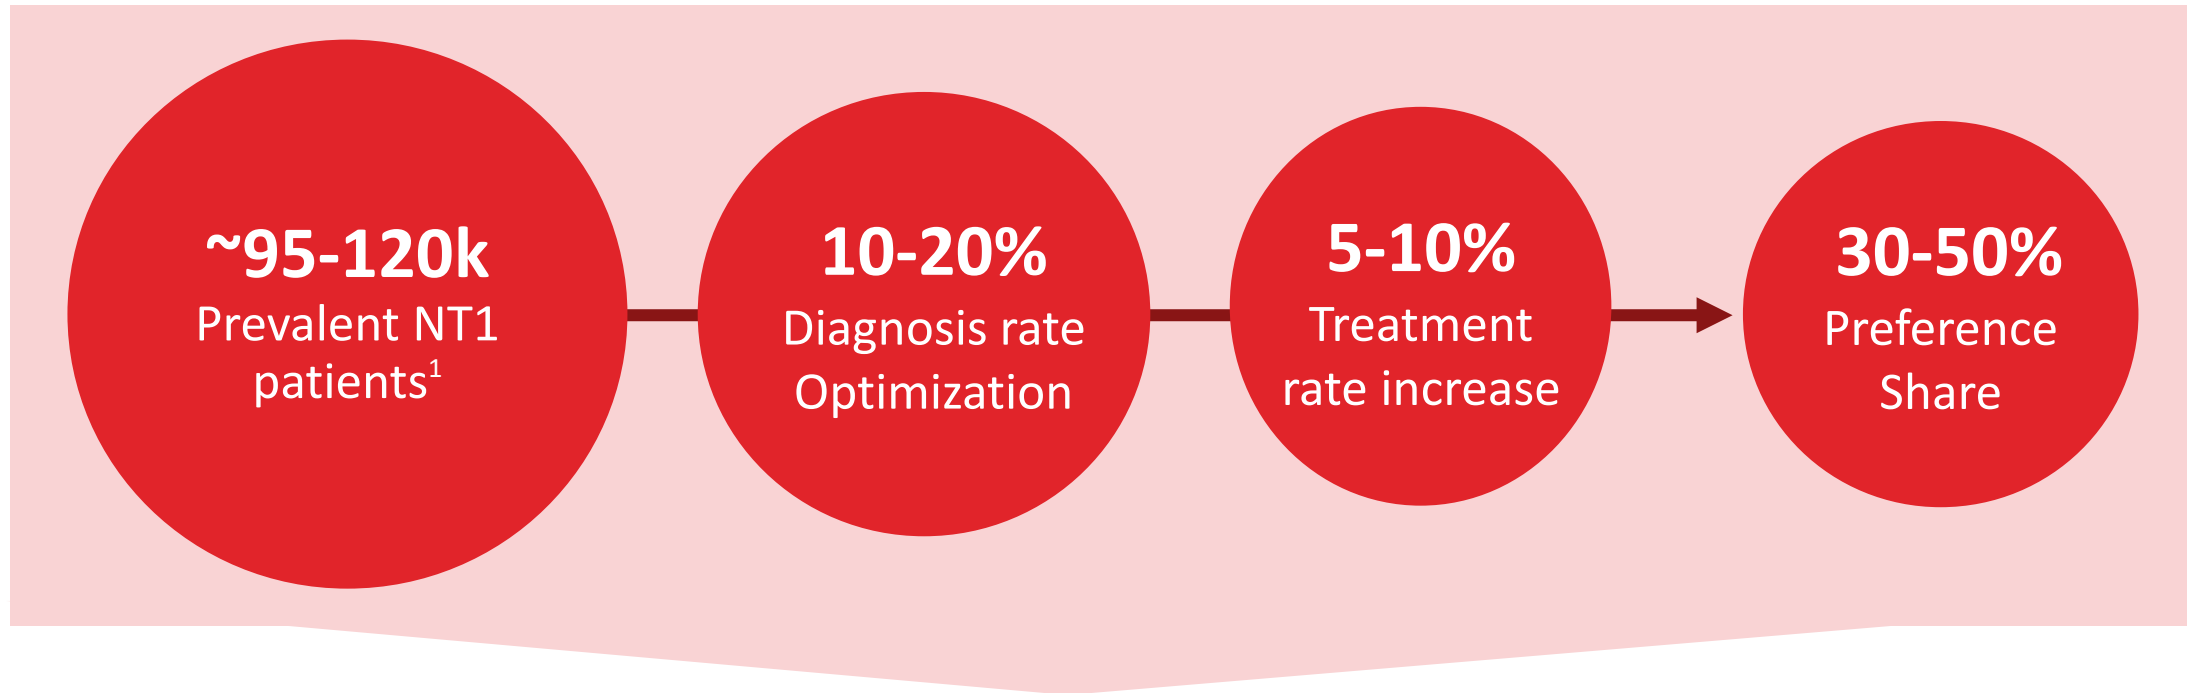 ~95-120k
Prevalent NT1
patients¹
10-20%
Diagnosis rate
Optimization
5-10%
Treatment
rate increase
30-50%
Preference
Share